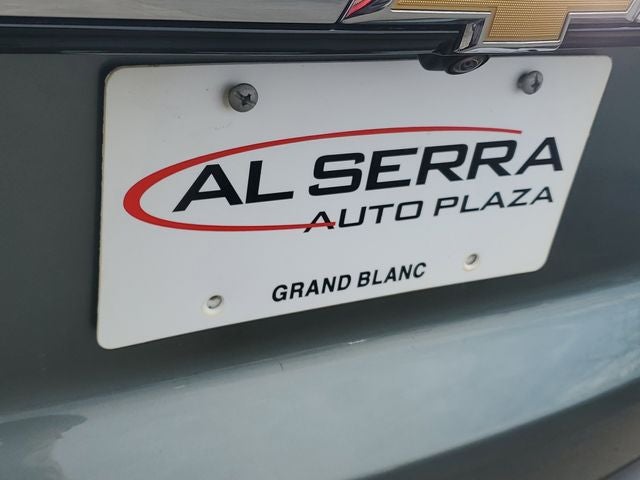 AL SERRA
AUTO PLAZA
GRAND BLANC